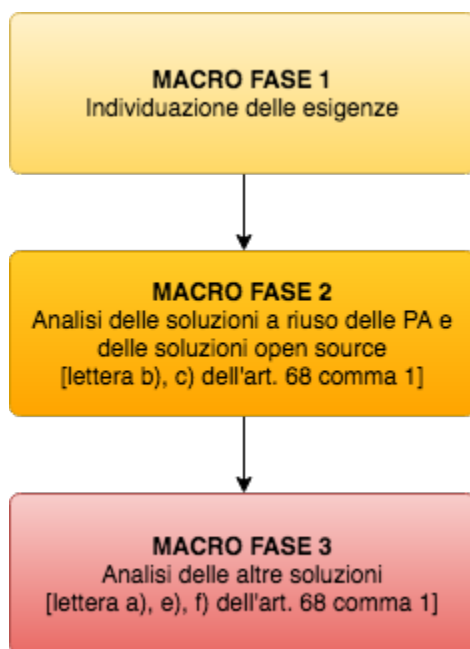 MACRO FASE 1
Individuazione delle esigenze
MACRO FASE 2
Analisi delle soluzioni a riuso delle PA e
delle soluzioni open source
[lettera b), c) dell'art. 68 comma 1]
MACRO FASE 3
Analisi delle altre soluzioni
[lettera a), e), f) dell'art. 68 comma 1]